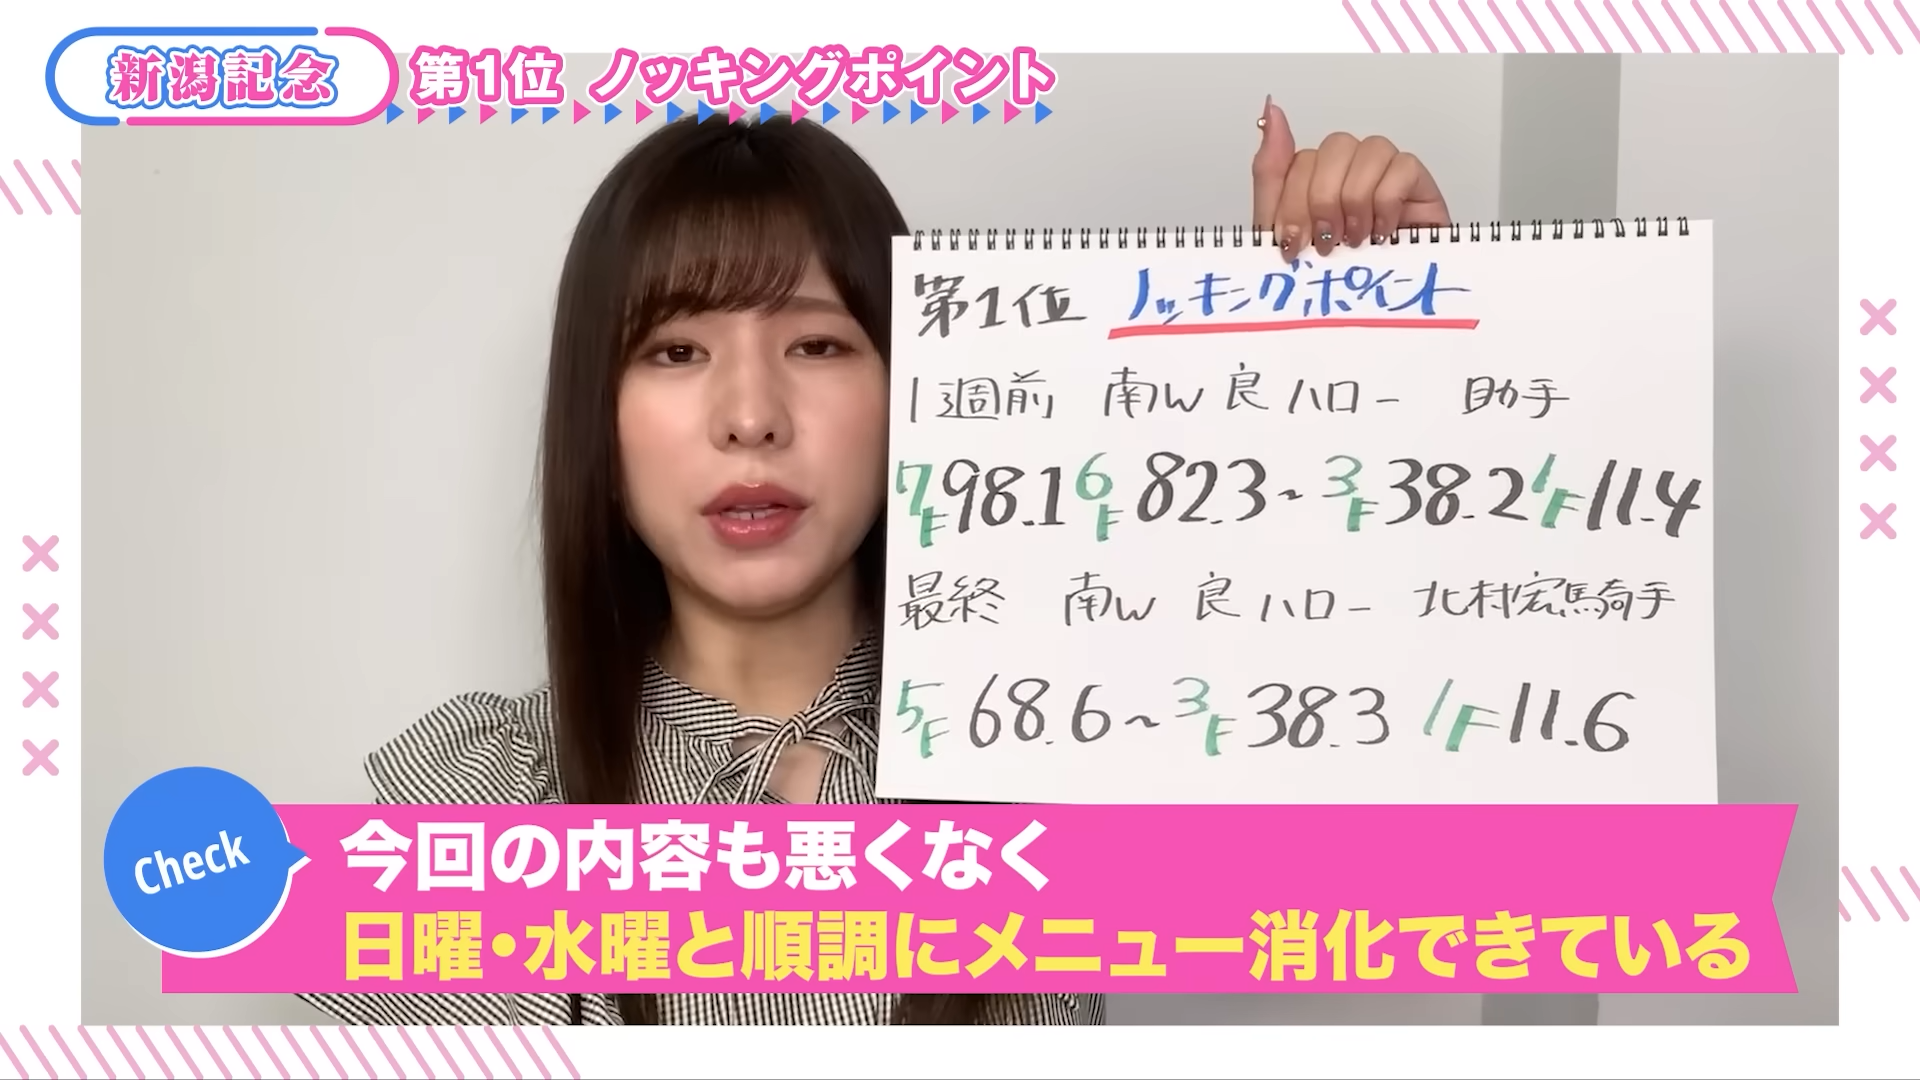 新潟記念 第1位 ノッキングポイント
第1位 ノッキングポイント
1週前 南W 良 ハロー 助手
7F 98.1 6F 82.3~3F 38.2 1F 11.4
最終 南W 良 ハロー 北村宏騎手
5F 68.6~3F 38.3 1F 11.6
Check
今回の内容も悪くなく
日曜・水曜と順調にメニュー消化できている